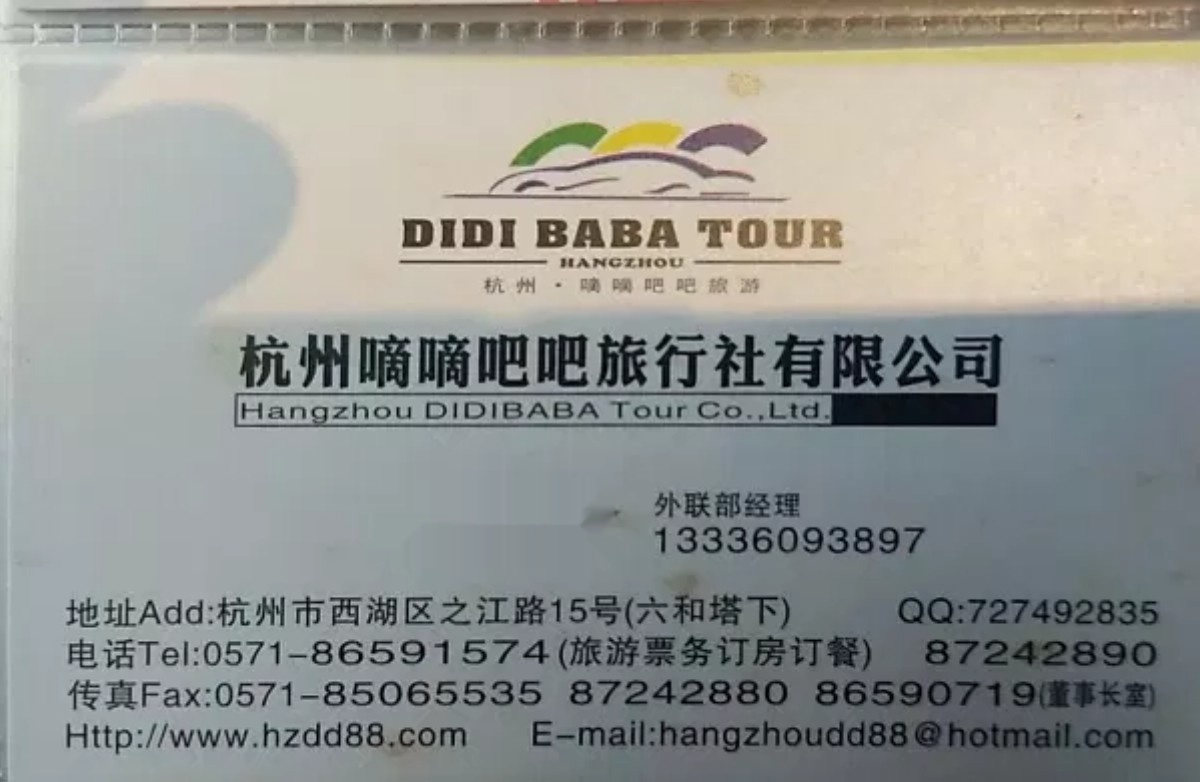 DIDI BABA TOUR
HANGZHOU
杭州·嘀嘀吧吧旅游
杭州嘀嘀吧吧旅行社有限公司
Hangzhou DIDIBABA Tour Co.,Ltd.
外联部经理
13336093897
地址Add:杭州市西湖区之江路15号(六和塔下) QQ:727492835
电话Tel:0571-86591574(旅游票务订房订餐) 87242890
传真Fax:0571-85065535 87242880 86590719(董事长室)
Http://www.hzdd88.com E-mail:hangzhoudd88@hotmail.com